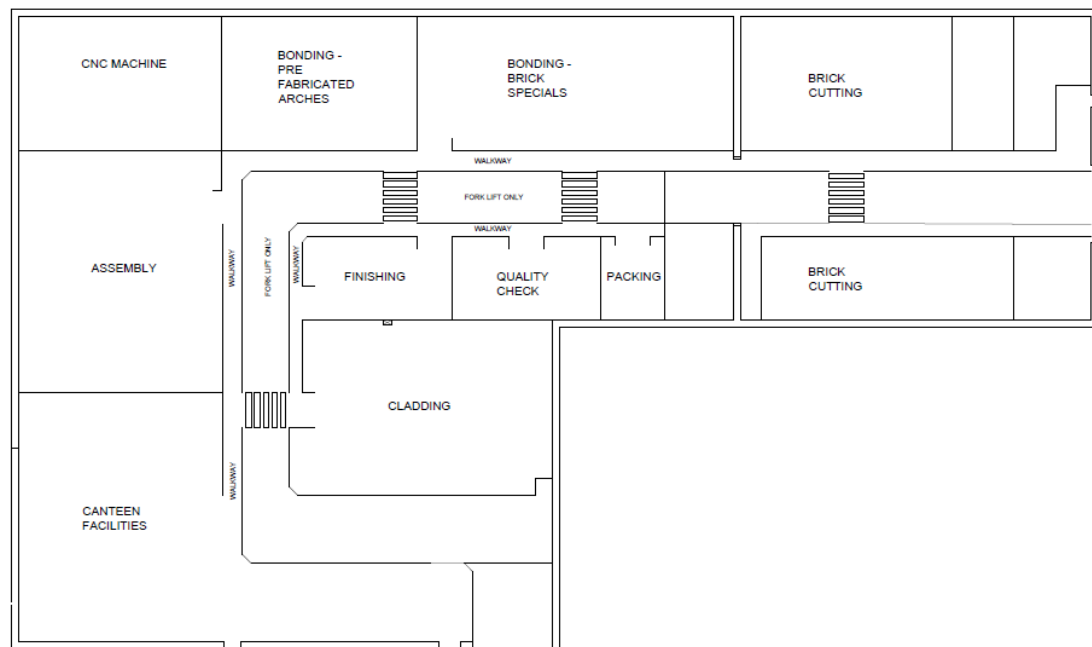 CNC MACHINE
BONDING -
PRE
FABRICATED
ARCHES
BONDING -
BRICK
SPECIALS
BRICK
CUTTING
WALKWAY
FORK LIFT ONLY
WALKWAY
ASSEMBLY
WALKWAY
FORK LIFT ONLY
WALKWAY
FINISHING
QUALITY
CHECK
PACKING
BRICK
CUTTING
CLADDING
WALKWAY
CANTEEN
FACILITIES